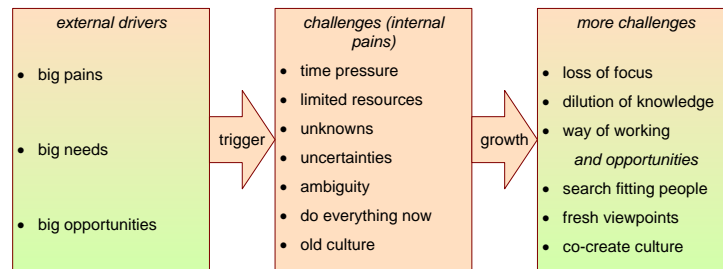 external drivers
• big pains
• big needs
• big opportunities
trigger
challenges (internal
pains)
• time pressure
• limited resources
• unknowns
• uncertainties
• ambiguity
• do everything now
• old culture
growth
more challenges
• loss of focus
• dilution of knowledge
• way of working
and opportunities
• search fitting people
• fresh viewpoints
• co-create culture